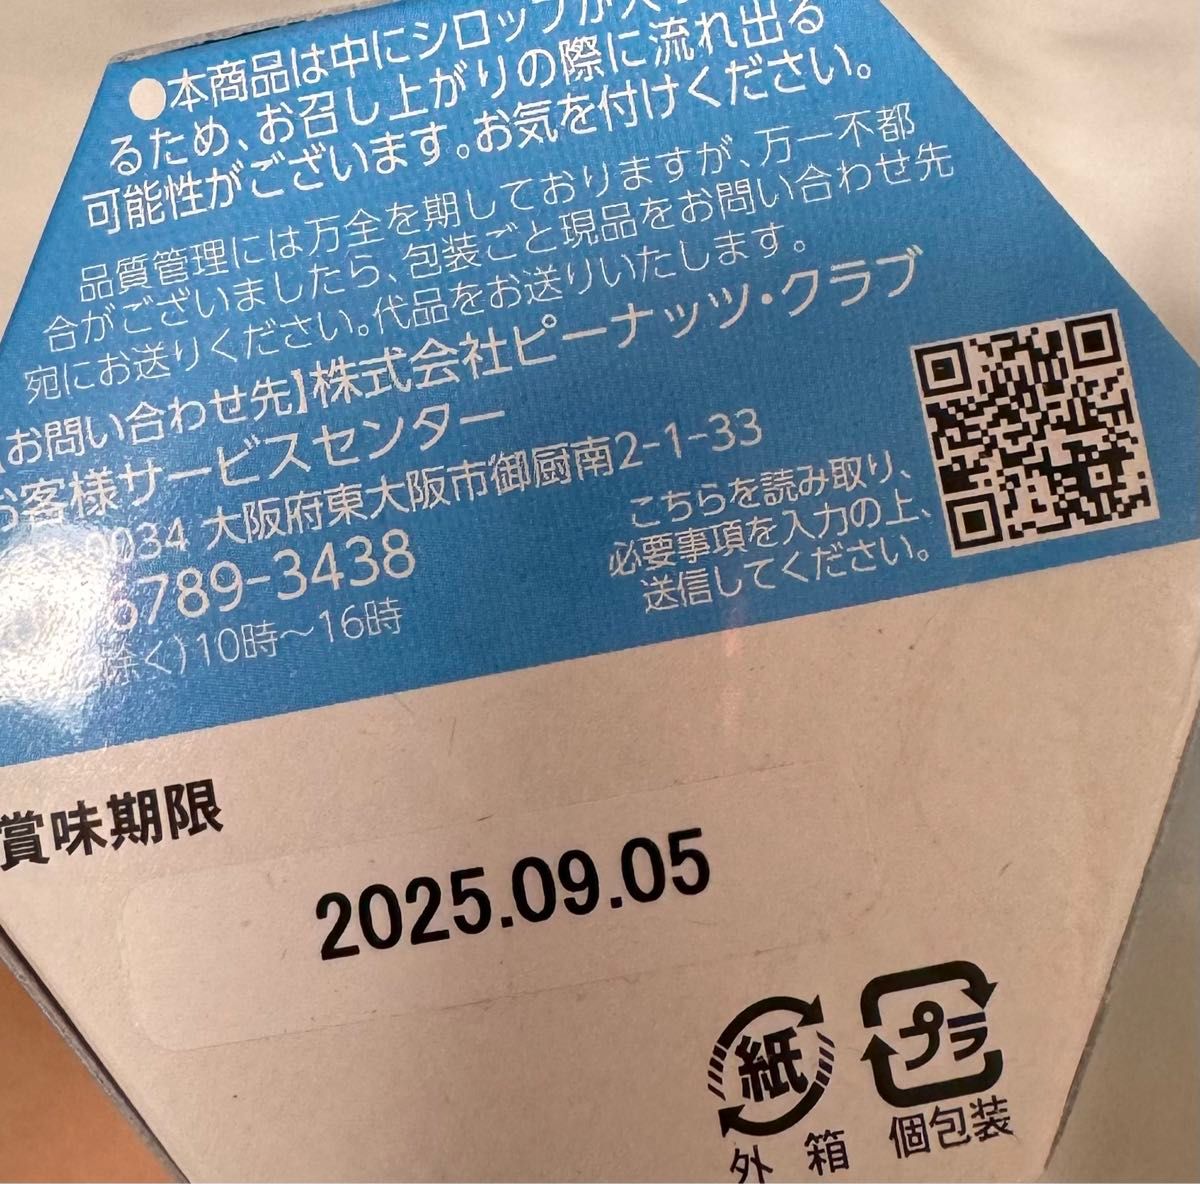 ●本商品は中にシロップが入っ
るため、お召し上がりの際に流れ出る
可能性がございます。お気を付けください。
品質管理には万全を期しておりますが、万一不都
合がございましたら、包装ごと現品をお問い合わせ先
宛にお送りください。代品をお送りいたします。
【お問い合わせ先】株式会社ピーナッツ・クラブ
お客様サービスセンター
0034 大阪府東大阪市御厨南2-1-33
6789-3438
除く)10時〜16時
こちらを読み取り、
必要事項を入力の上、
送信してください。
賞味期限
2025.09.05
紙
外 箱
プラ
個包装